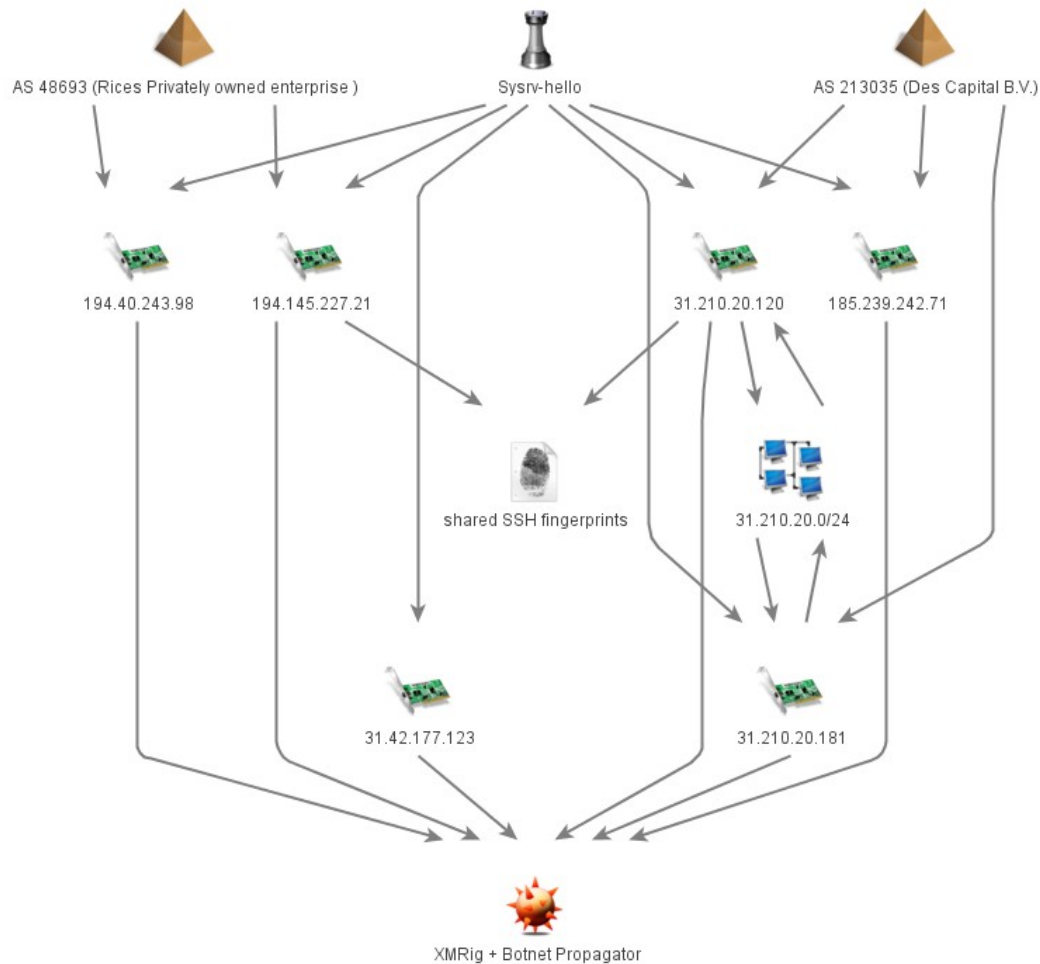 AS 48693 (Rices Privately owned enterprise )
Sysrv-hello
AS 213035 (Des Capital B.V.)
194.40.243.98
194.145.227.21
31.210.20.120
185.239.242.71
shared SSH fingerprints
31.210.20.0/24
31.42.177.123
31.210.20.181
XMRig + Botnet Propagator